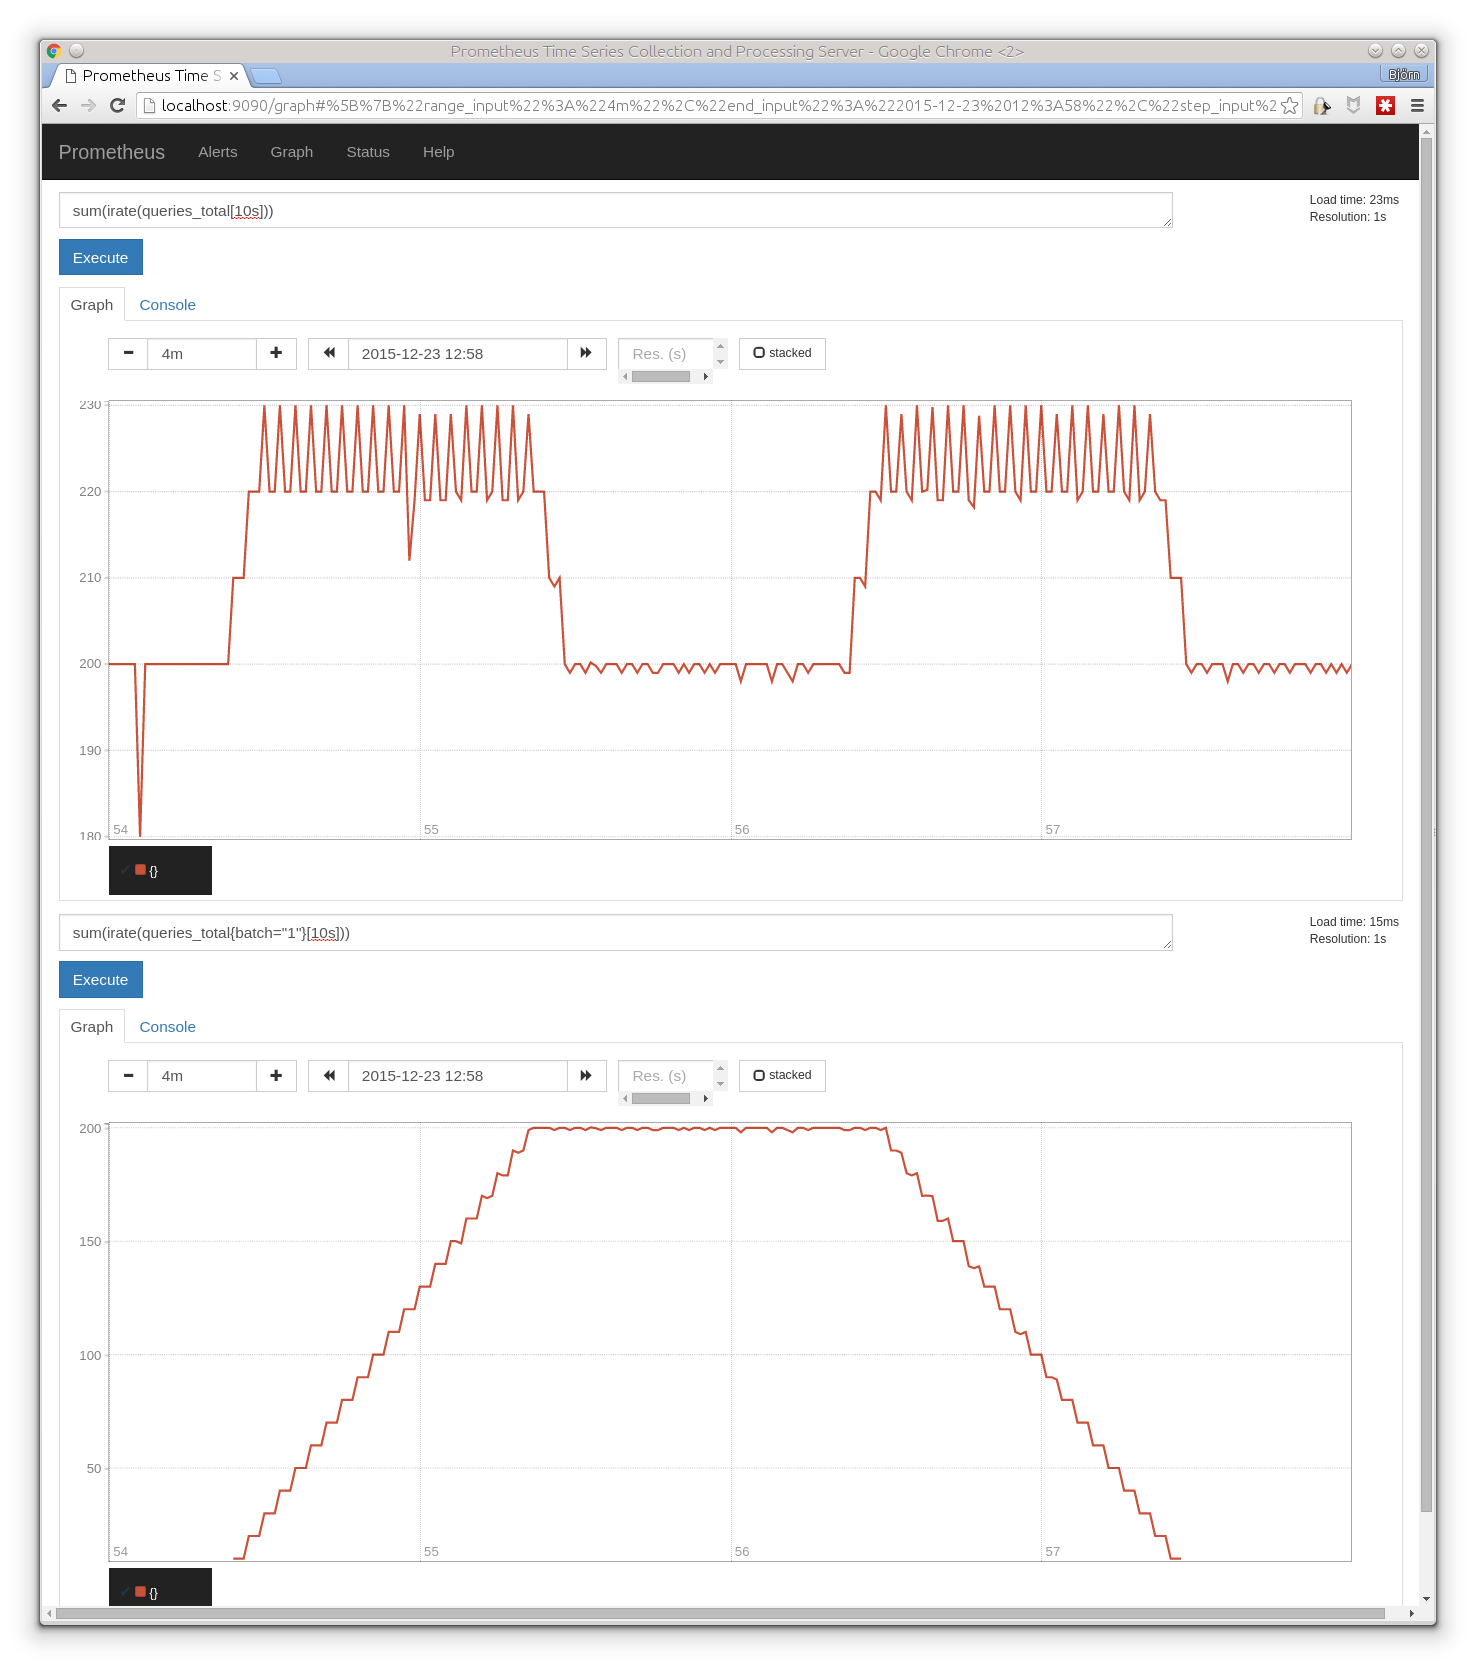 Prometheus Time Series Collection and Processing Server - Google Chrome <2>
Prometheus Time S
Björn
localhost:9090/graph#%5B%7B%22range_input%22%3A%224m%22%2C%22end_input%22%3A%222015-12-23%2012%3A58%22%2C%22step_input%2
Prometheus Alerts Graph Status Help
sum(irate(queries_total[10s]))
Load time: 23ms
Resolution: 1s
Execute
Graph Console
4m 2015-12-23 12:58 Res. (s) stacked
230
220
210
200
190
180
54 55 56 57
{}
sum(irate(queries_total{batch="1"}[10s]))
Load time: 15ms
Resolution: 1s
Execute
Graph Console
4m 2015-12-23 12:58 Res. (s) stacked
200
150
100
50
54 55 56 57
{}